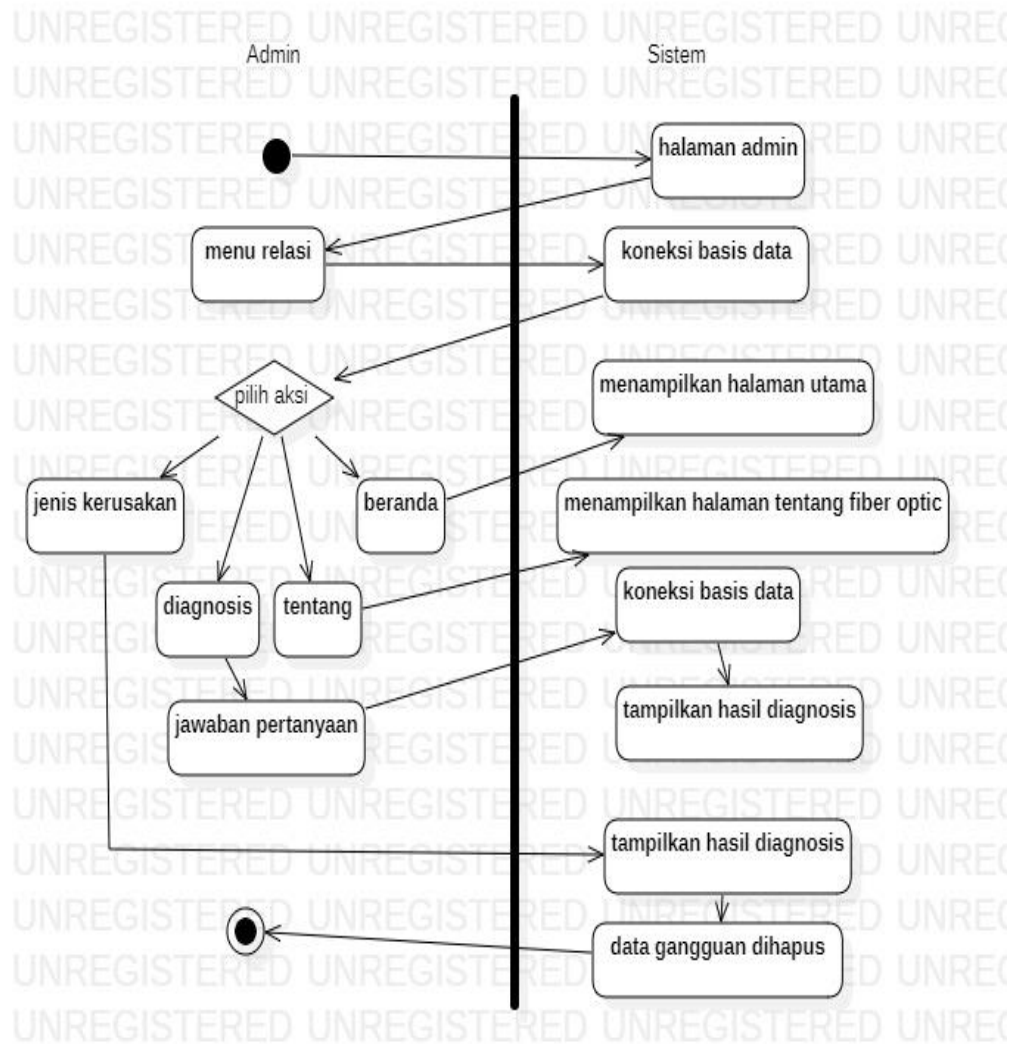 Admin
Sistem
halaman admin
menu relasi
koneksi basis data
pilih aksi
menampilkan halaman utama
jenis kerusakan
beranda
menampilkan halaman tentang fiber optic
diagnosis
tentang
koneksi basis data
jawaban pertanyaan
tampilkan hasil diagnosis
tampilkan hasil diagnosis
data gangguan dihapus
UNREGISTERED